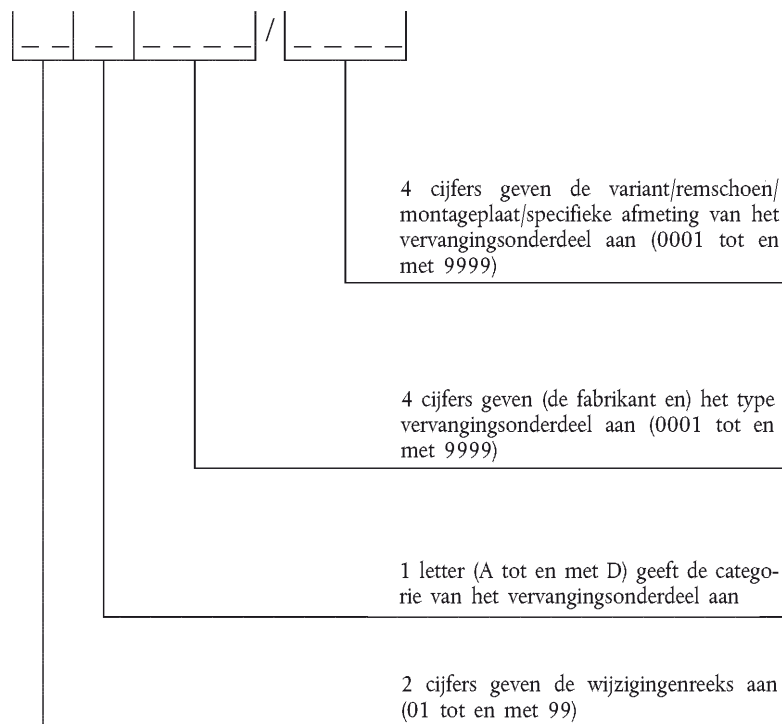 _ _ _ _ _ _ _ / _ _ _ _
4 cijfers geven de variant/remschoen/
montageplaat/specifieke afmeting van het
vervangingsonderdeel aan (0001 tot en
met 9999)
4 cijfers geven (de fabrikant en) het type
vervangingsonderdeel aan (0001 tot en
met 9999)
1 letter (A tot en met D) geeft de catego-
rie van het vervangingsonderdeel aan
2 cijfers geven de wijzigingenreeks aan
(01 tot en met 99)